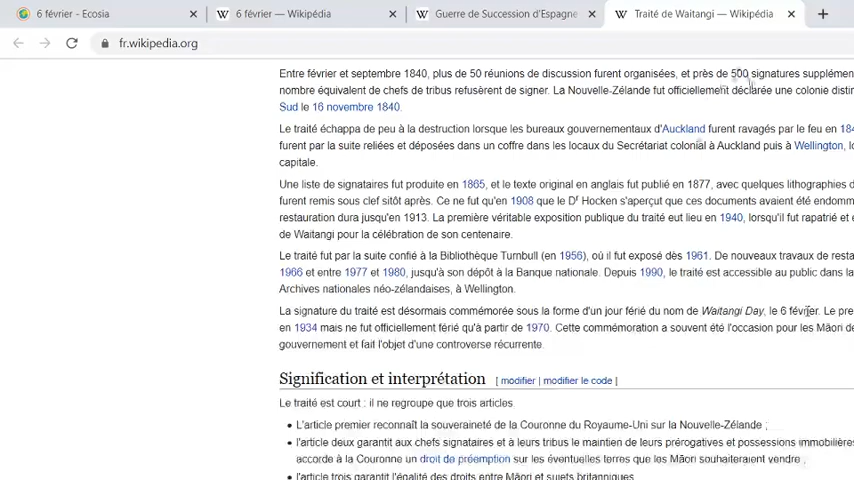 6 février - Ecosia
6 février — Wikipédia
Guerre de Succession d'Espagne
Traité de Waitangi — Wikipédia
fr.wikipedia.org
Entre février et septembre 1840, plus de 50 réunions de discussion furent organisées, et près de 500 signatures supplém
nombre équivalent de chefs de tribus refusèrent de signer. La Nouvelle-Zélande fut officiellement déclarée une colonie distin
Sud le 16 novembre 1840.
Le traité échappa de peu à la destruction lorsque les bureaux gouvernementaux d'Auckland furent ravagés par le feu en 184
furent par la suite reliées et déposées dans un coffre dans les locaux du Secrétariat colonial à Auckland puis à Wellington, lo
capitale.
Une liste de signataires fut produite en 1865, et le texte original en anglais fut publié en 1877, avec quelques lithographies d
furent remis sous clef sitôt après. Ce ne fut qu'en 1908 que le Dr Hocken s'aperçut que ces documents avaient été endomm
restauration dura jusqu'en 1913. La première véritable exposition publique du traité eut lieu en 1940, lorsqu'il fut rapatrié et e
de Waitangi pour la célébration de son centenaire.
Le traité fut par la suite confié à la Bibliothèque Turnbull (en 1956), où il fut exposé dès 1961. De nouveaux travaux de resta
1966 et entre 1977 et 1980, jusqu'à son dépôt à la Banque nationale. Depuis 1990, le traité est accessible au public dans la
Archives nationales néo-zélandaises, à Wellington.
La signature du traité est désormais commémorée sous la forme d'un jour férié du nom de Waitangi Day, le 6 février. Le pre
en 1934 mais ne fut officiellement férié qu'à partir de 1970. Cette commémoration a souvent été l'occasion pour les Māori de
gouvernement et fait l'objet d'une controverse récurrente.
Signification et interprétation [ modifier | modifier le code ]
Le traité est court : il ne regroupe que trois articles
l'article premier reconnaît la souveraineté de la Couronne du Royaume-Uni sur la Nouvelle-Zélande ;
l'article deux garantit aux chefs signataires et à leurs tribus le maintien de leurs prérogatives et possessions immobilière
accorde à la Couronne un droit de préemption sur les éventuelles terres que les Māori souhaiteraient vendre ;
l'article trois garantit l'égalité des droits entre Māori et sujets britanniques